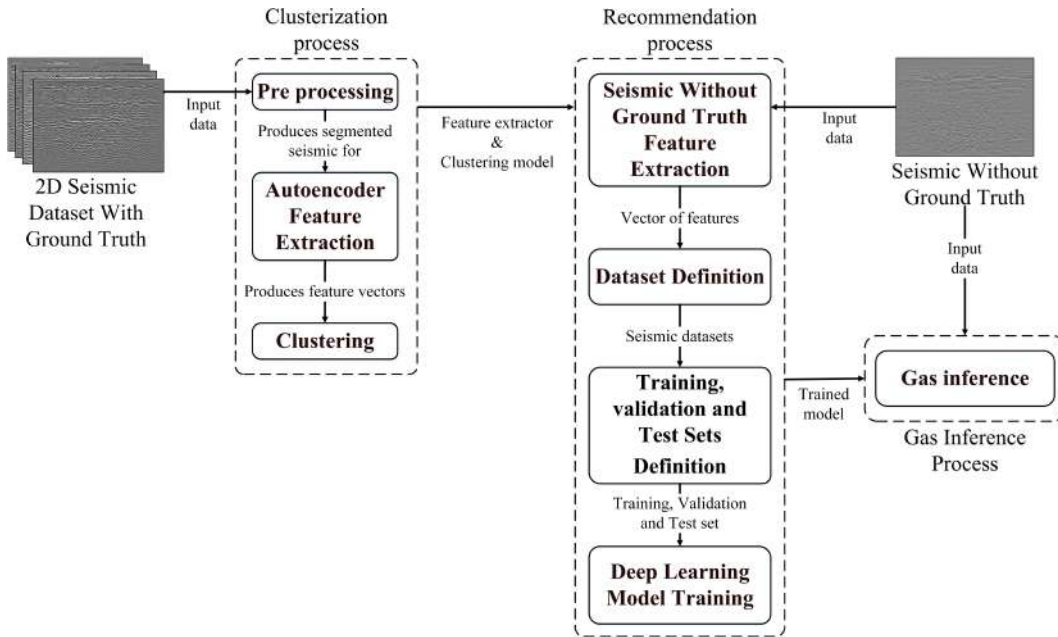 Clusterization
process
Recommendation
process
Pre processing
Input
data
Produces segmented
seismic for
Autoencoder
Feature
Extraction
Produces feature vectors
Clustering
2D Seismic
Dataset With
Ground Truth
Feature extractor
&
Clustering model
Seismic Without
Ground Truth
Feature
Extraction
Input
data
Seismic Without
Ground Truth
Vector of features
Dataset Definition
Input
data
Seismic datasets
Training,
validation and
Test Sets
Definition
Trained
model
Gas inference
Gas Inference
Process
Training, Validation
and Test set
Deep Learning
Model Training